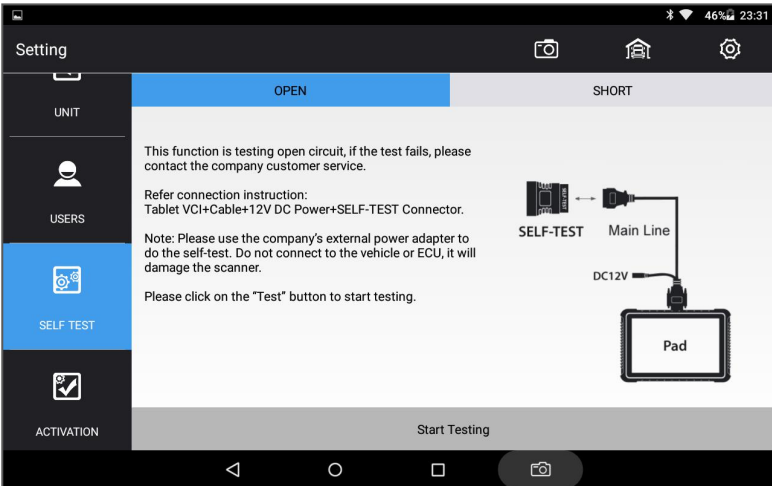 46% 23:31
Setting
UNIT
USERS
SELF TEST
ACTIVATION
OPEN
SHORT
This function is testing open circuit, if the test fails, please
contact the company customer service.
Refer connection instruction:
Tablet VCI+Cable+12V DC Power+SELF-TEST Connector.
Note: Please use the company's external power adapter to
do the self-test. Do not connect to the vehicle or ECU, it will
damage the scanner.
Please click on the “Test” button to start testing.
SELF-TEST
SELF-TEST
Main Line
DC12V
Pad
Start Testing